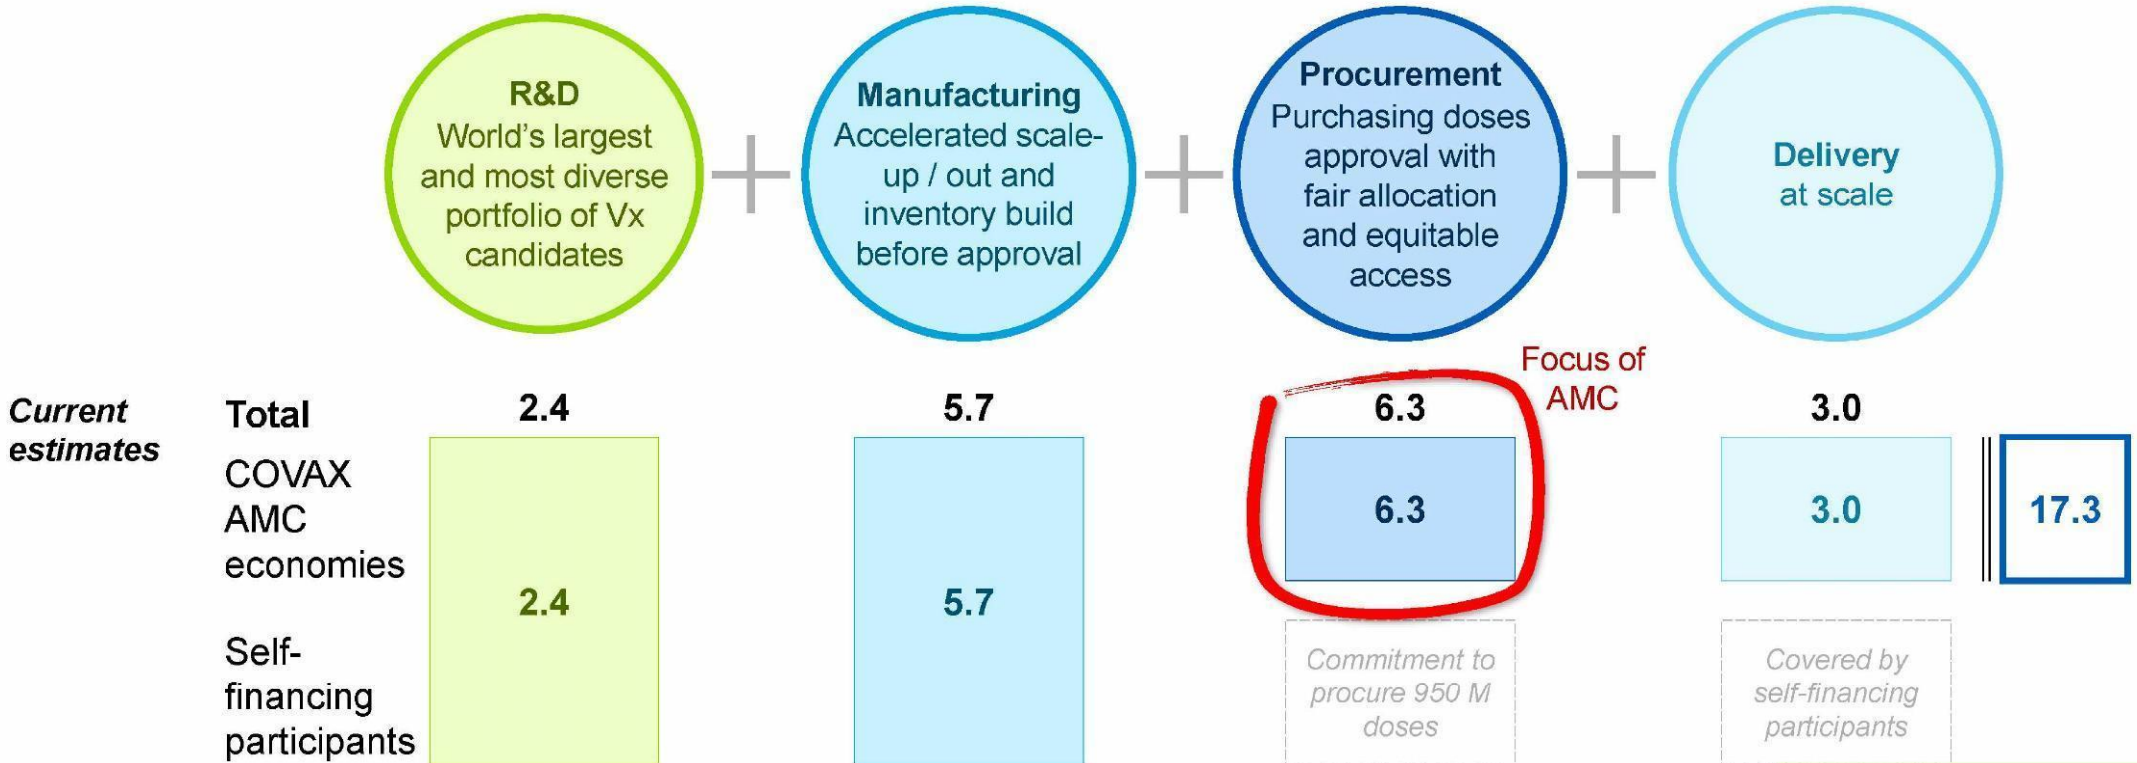 R&D
World's largest
and most diverse
portfolio of Vx
candidates
Manufacturing
Accelerated scale-
up / out and
inventory build
before approval
Procurement
Purchasing doses
approval with
fair allocation
and equitable
access
Delivery
at scale
Focus of
AMC
Current
estimates
Total
2.4
5.7
6.3
3.0
COVAX
AMC
economies
6.3
3.0
17.3
2.4
5.7
Self-
financing
participants
Commitment to
procure 950 M
doses
Covered by
self-financing
participants